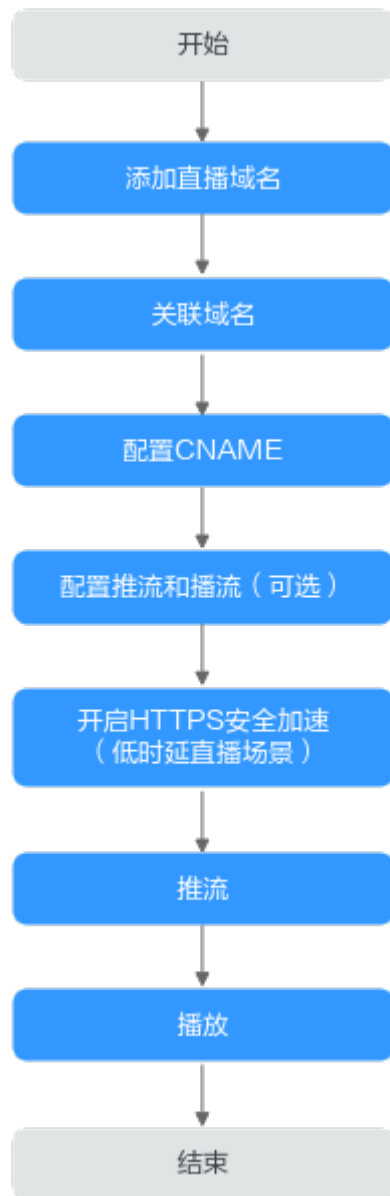 开始
添加直播域名
关联域名
配置CNAME
配置推流和播流（可选）
开启HTTPS安全加速
（低时延直播场景）
推流
播放
结束